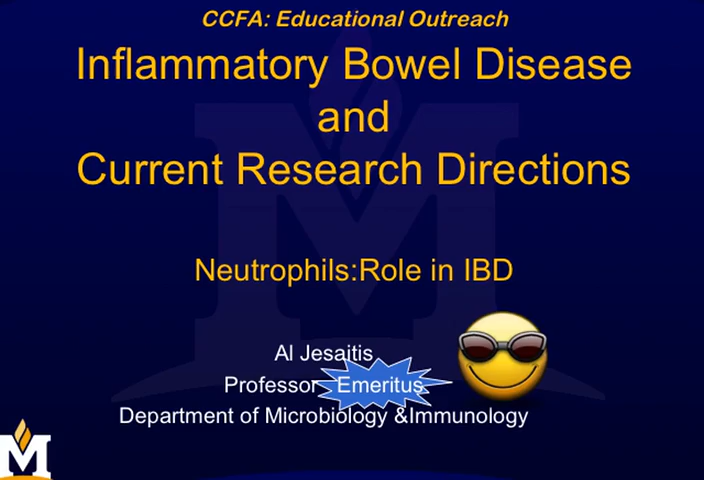 CCFA: Educational Outreach
Inflammatory Bowel Disease
and
Current Research Directions
Neutrophils:Role in IBD
Al Jesaitis
Professor Emeritus
Department of Microbiology &Immunology
M